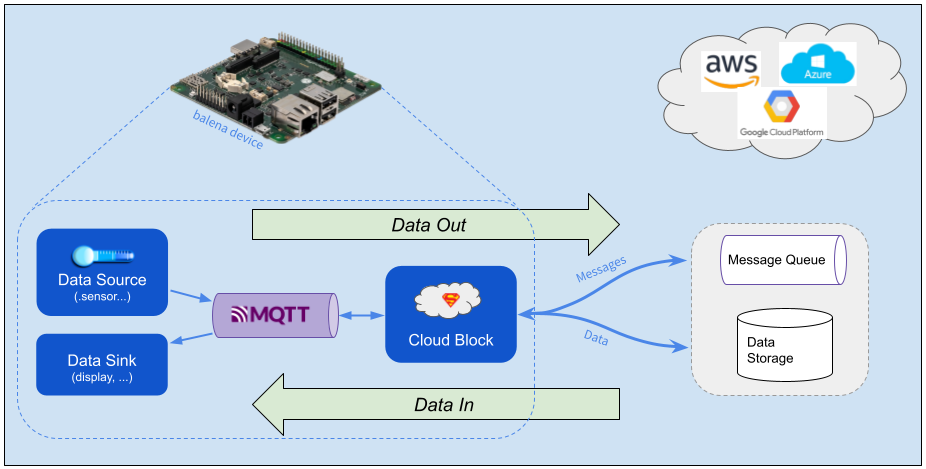 aws
Azure
Google Cloud Platform
balena device
Data Out
Data Source
(.sensor...)
MQTT
Cloud Block
Data Sink
(display, ...)
Messages
Data
Message Queue
Data
Storage
Data In